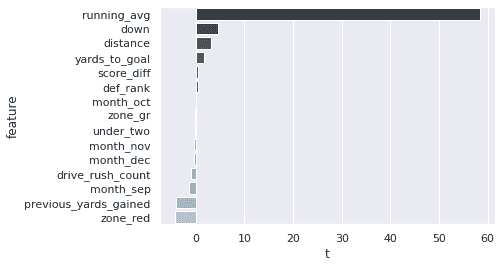 running_avg
down
distance
yards_to_goal
score_diff
def_rank
month_oct
zone_gr
under_two
month_nov
month_dec
drive_rush_count
month_sep
previous_yards_gained
zone_red
feature
0 10 20 30 40 50 60
t